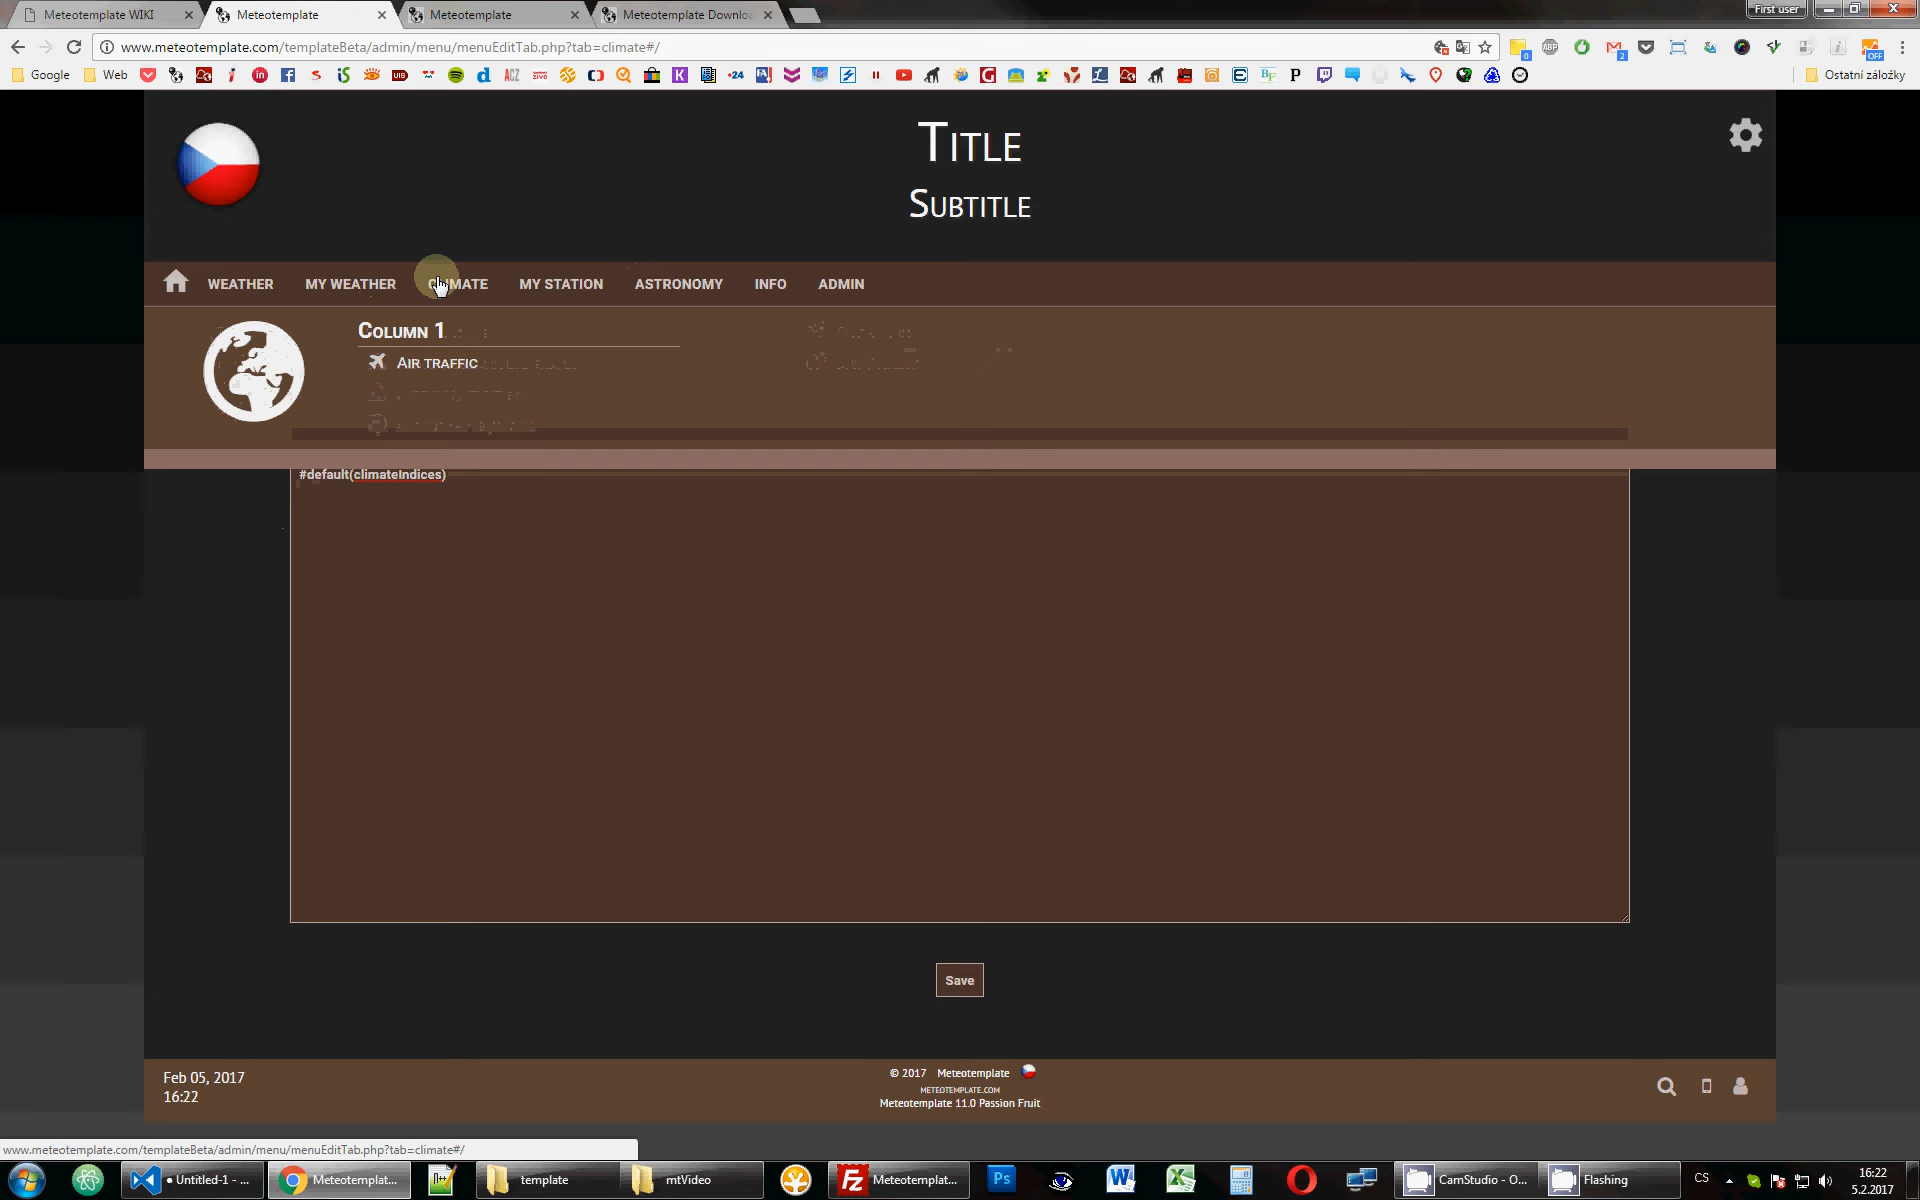 Meteotemplate WIKI
Meteotemplate
Meteotemplate
Meteotemplate Downlo
First user
www.meteotemplate.com/templateBeta/admin/menu/menuEditTab.php?tab=climate#/
Google
Web
Ostatní záložky
TITLE
SUBTITLE
WEATHER
MY WEATHER
CLIMATE
MY STATION
ASTRONOMY
INFO
ADMIN
COLUMN 1
AIR TRAFFIC
#default(climateIndices)
Save
Feb 05, 2017
16:22
© 2017 Meteotemplate
METEOTEMPLATE.COM
Meteotemplate 11.0 Passion Fruit
www.meteotemplate.com/templateBeta/admin/menu/menuEditTab.php?tab=climate#/
• Untitled-1 - ...
Meteotemplat...
template
mtVideo
Meteotemplat...
CamStudio - O...
Flashing
CS
16:22
5.2.2017